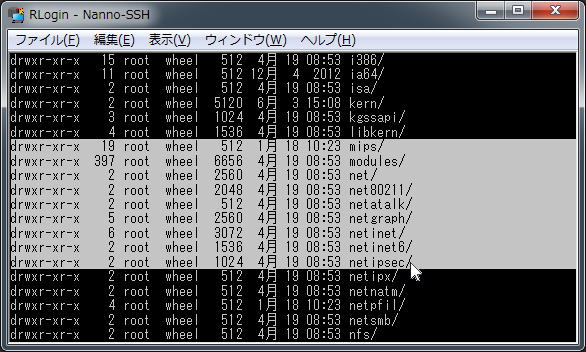 RLogin - Nanno-SSH
ファイル(F) 編集(E) 表示(V) ウィンドウ(W) ヘルプ(H)
drwxr-xr-x 15 root wheel 512 4月 19 08:53 i386/
drwxr-xr-x 11 root wheel 512 12月 4 2012 ia64/
drwxr-xr-x 2 root wheel 512 4月 19 08:53 isa/
drwxr-xr-x 2 root wheel 5120 6月 3 15:08 kern/
drwxr-xr-x 3 root wheel 1024 4月 19 08:53 kgssapi/
drwxr-xr-x 4 root wheel 1536 4月 19 08:53 libkern/
drwxr-xr-x 19 root wheel 512 1月 18 10:23 mips/
drwxr-xr-x 397 root wheel 6656 4月 19 08:53 modules/
drwxr-xr-x 2 root wheel 2560 4月 19 08:53 net/
drwxr-xr-x 2 root wheel 2048 4月 19 08:53 net80211/
drwxr-xr-x 2 root wheel 512 4月 19 08:53 netatalk/
drwxr-xr-x 5 root wheel 2560 4月 19 08:53 netgraph/
drwxr-xr-x 6 root wheel 3072 4月 19 08:53 netinet/
drwxr-xr-x 2 root wheel 1536 4月 19 08:53 netinet6/
drwxr-xr-x 2 root wheel 1024 4月 19 08:53 netipsec/
drwxr-xr-x 2 root wheel 512 4月 19 08:53 netipx/
drwxr-xr-x 2 root wheel 512 4月 19 08:53 netnatm/
drwxr-xr-x 4 root wheel 512 1月 18 10:23 netpfil/
drwxr-xr-x 2 root wheel 512 4月 19 08:53 netsmb/
drwxr-xr-x 2 root wheel 512 4月 19 08:53 nfs/